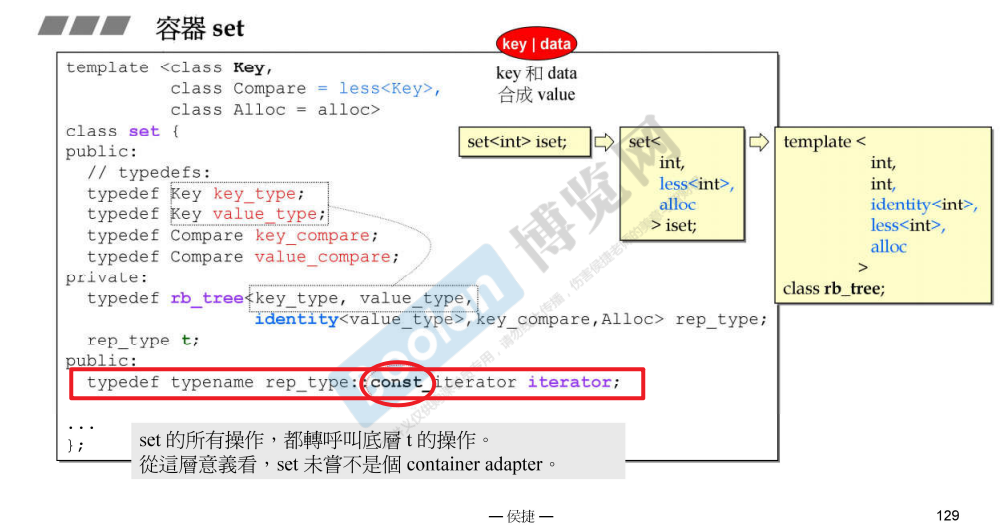 容器 set
key | data
key 和 data
合成 value
template <class Key,
class Compare = less<Key>,
class Alloc = alloc>
class set {
public:
// typedefs:
typedef Key key_type;
typedef Key value_type;
typedef Compare key_compare;
typedef Compare value_compare;
private:
typedef rb_tree<key_type, value_type,
identity<value_type>,key_compare,Alloc> rep_type;
rep_type t;
public:
typedef typename rep_type::const_iterator iterator;
...
};
set<int> iset;
set<
int,
less<int>,
alloc
> iset;
template <
int,
int,
identity<int>,
less<int>,
alloc
>
class rb_tree;
set 的所有操作，都轉呼叫底層 t 的操作。
從這層意義看，set 未嘗不是個 container adapter。
博览网
boolan
— 侯捷 —
129